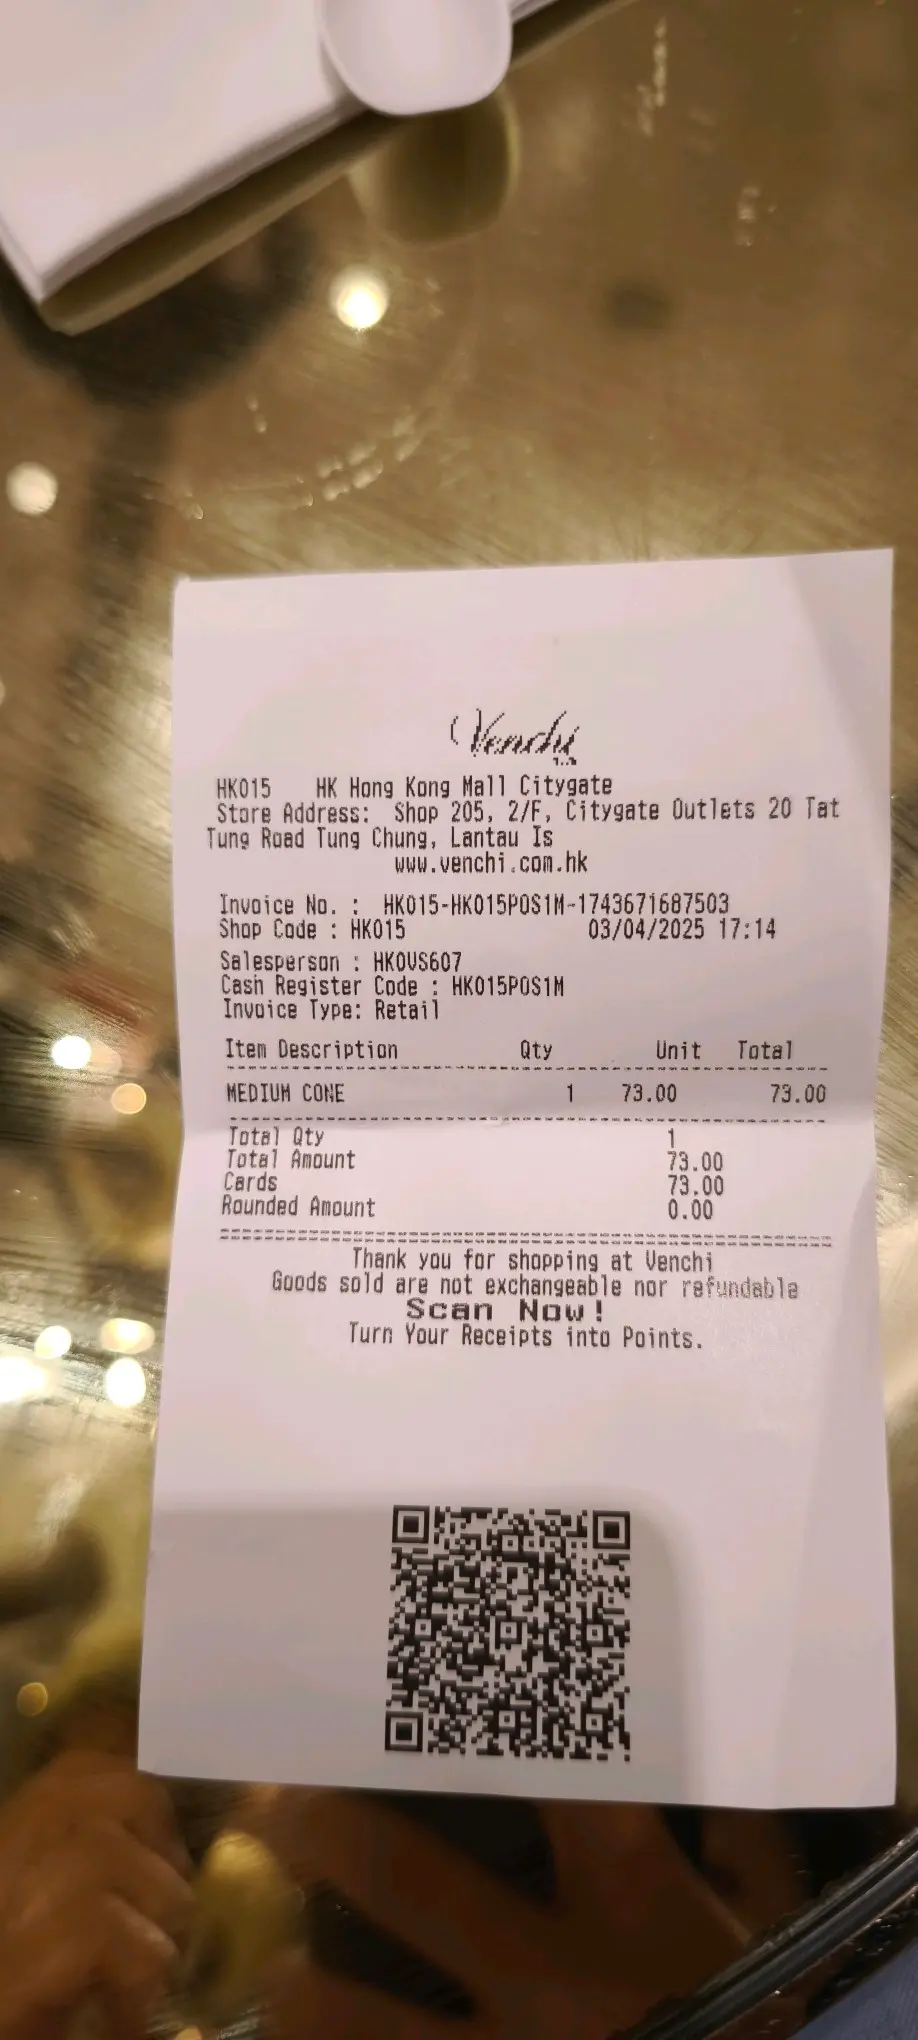 Venchi
HK015 HK Hong Kong Mall Citygate
Store Address: Shop 205, 2/F, Citygate Outlets 20 Tat
Tung Road Tung Chung, Lantau Is
www.venchi.com.hk
Invoice No. : HK015-HK015POS1M-1743671687503
Shop Code : HK015 03/04/2025 17:14
Salesperson : HKOVS607
Cash Register Code : HK015POS1M
Invoice Type: Retail
Item Description Qty Unit Total
MEDIUM CONE 1 73.00 73.00
Total Qty 1
Total Amount 73.00
Cards 73.00
Rounded Amount 0.00
Thank you for shopping at Venchi
Goods sold are not exchangeable nor refundable
Scan Now!
Turn Your Receipts into Points.